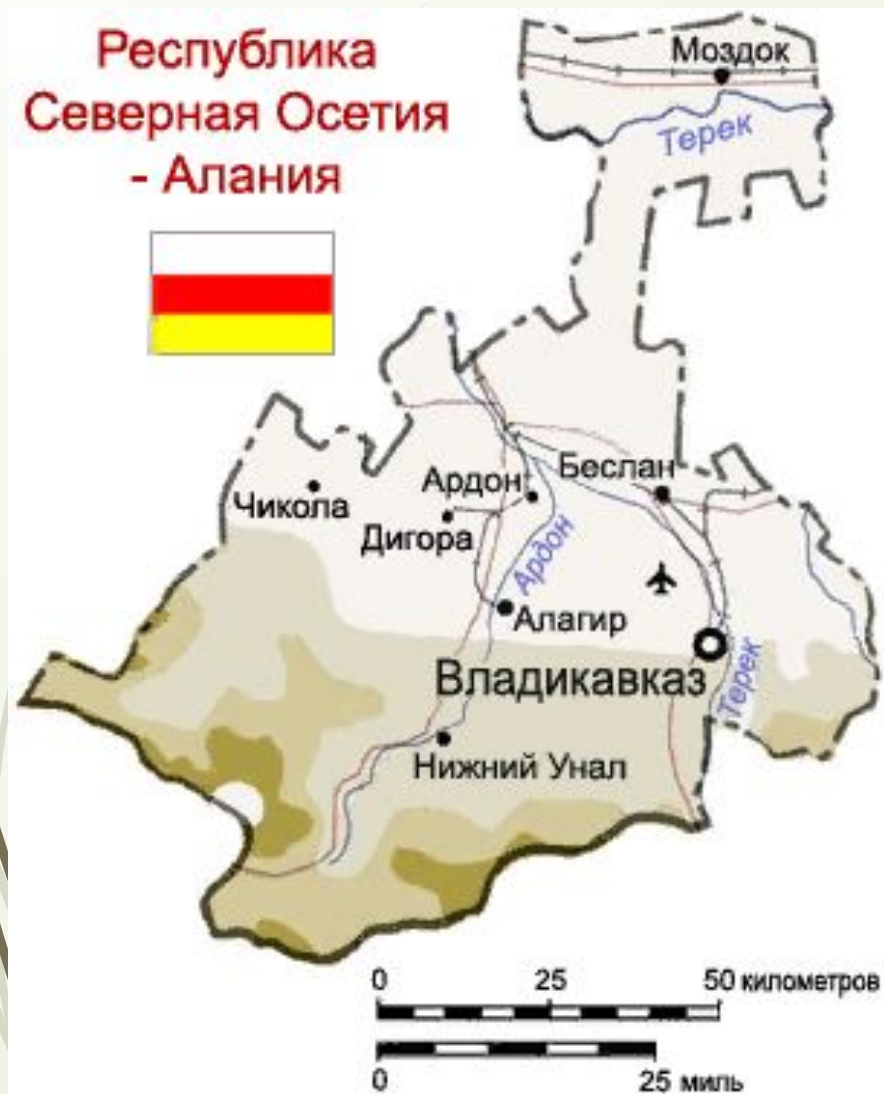 Республика
Северная Осетия
- Алания
Моздок
Терек
Беслан
Ардон
Чикола
Дигора
Ардон
Алагир
Владикавказ
Терек
Нижний Унал
0 25 50 километров
0 25 миль